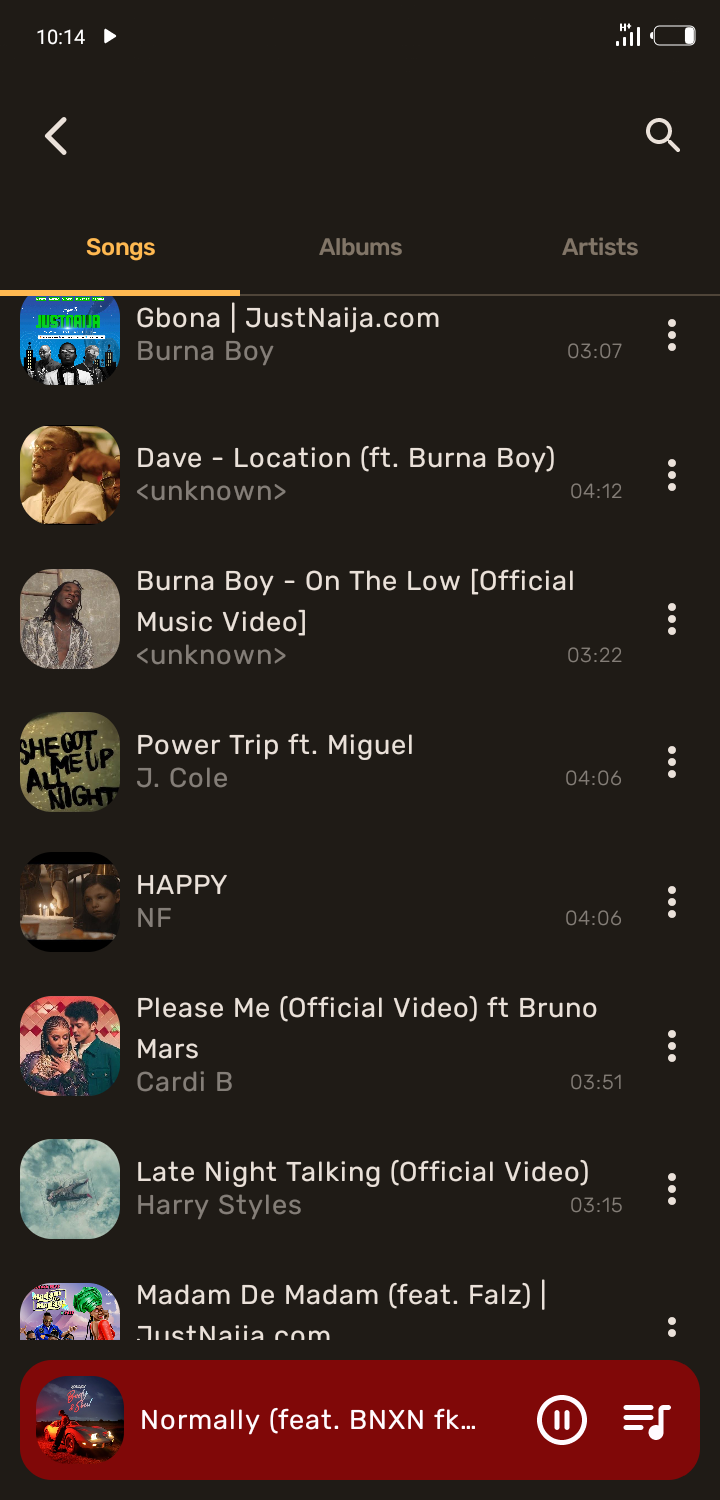 10:14
H+
Songs
Albums
Artists
JUSTNAIJA
Gbona | JustNaija.com
Burna Boy
03:07
Dave - Location (ft. Burna Boy)
<unknown>
04:12
Burna Boy - On The Low [Official
Music Video]
<unknown>
03:22
SHE GOT
ME UP
ALL
NIGHT
Power Trip ft. Miguel
J. Cole
04:06
HAPPY
NF
04:06
Please Me (Official Video) ft Bruno
Mars
Cardi B
03:51
Late Night Talking (Official Video)
Harry Styles
03:15
Madam De Madam (feat. Falz) |
JustNaija.com
Body
& Soul
Normally (feat. BNXN fk…